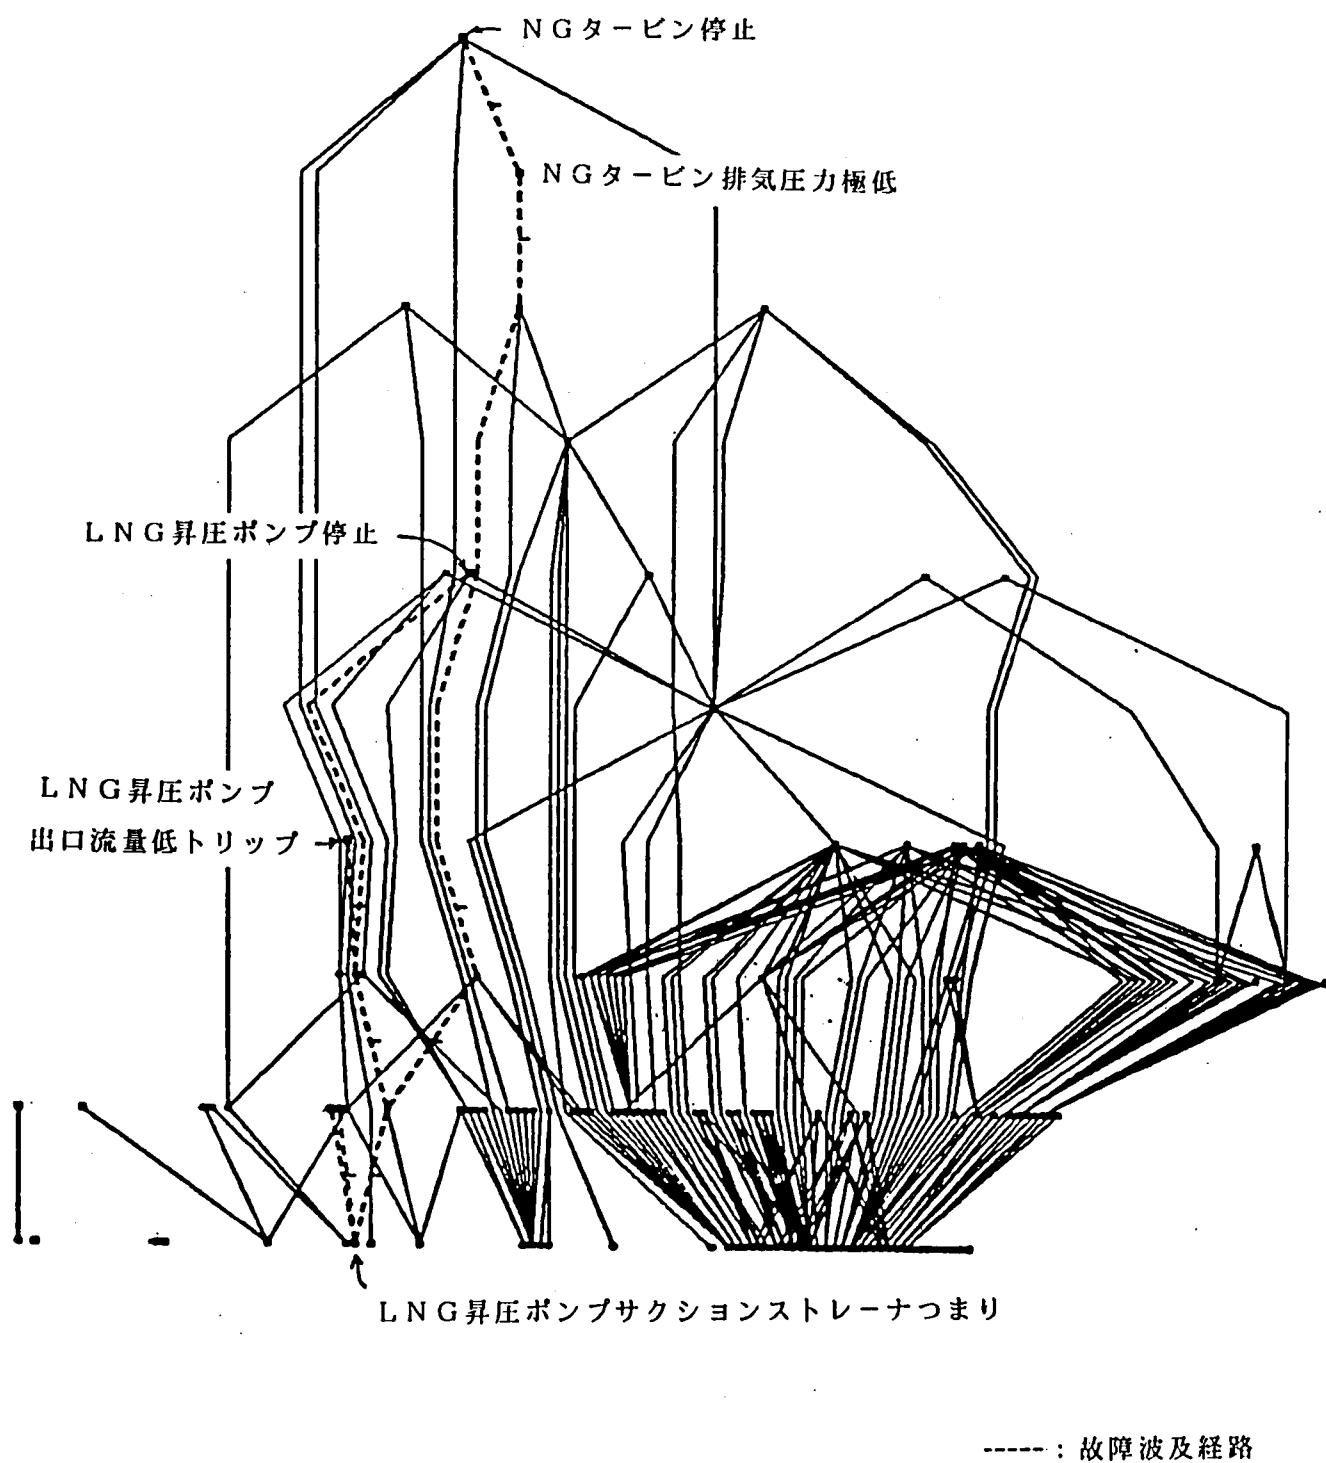 NGタービン停止
NGタービン排気圧力極低
LNG昇圧ポンプ停止
LNG昇圧ポンプ
出口流量低トリップ
LNG昇圧ポンプサクションストレーナつまり
-----：故障波及経路